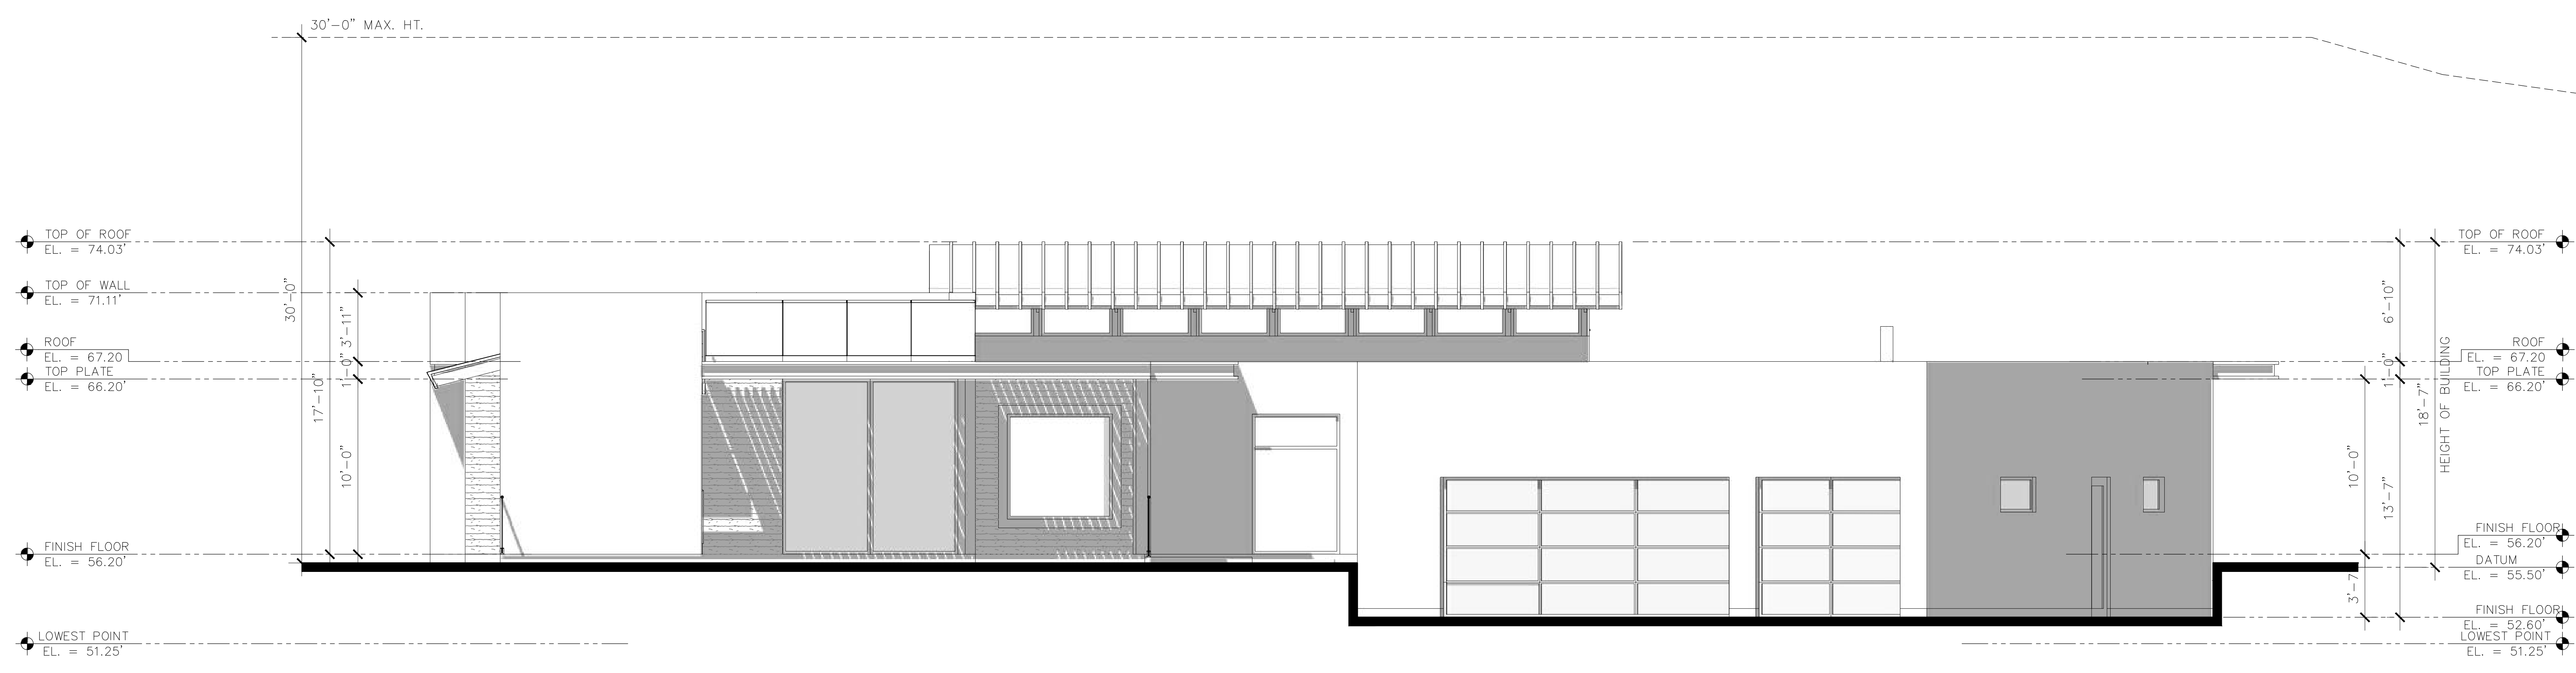 30'-0" MAX. HT.
TOP OF ROOF
EL. = 74.03'
TOP OF WALL
EL. = 71.11'
ROOF
EL. = 67.20
TOP PLATE
EL. = 66.20'
FINISH FLOOR
EL. = 56.20'
LOWEST POINT
EL. = 51.25'
30'-0"
17'-10"
3'-11"
1'-0"
10'-0"
10'-0"
3'-7"
6'-10"
1'-0"
13'-7"
18'-7"
HEIGHT OF BUILDING
TOP OF ROOF
EL. = 74.03'
ROOF
EL. = 67.20
TOP PLATE
EL. = 66.20'
FINISH FLOOR
EL. = 56.20'
DATUM
EL. = 55.50'
FINISH FLOOR
EL. = 52.60'
LOWEST POINT
EL. = 51.25'